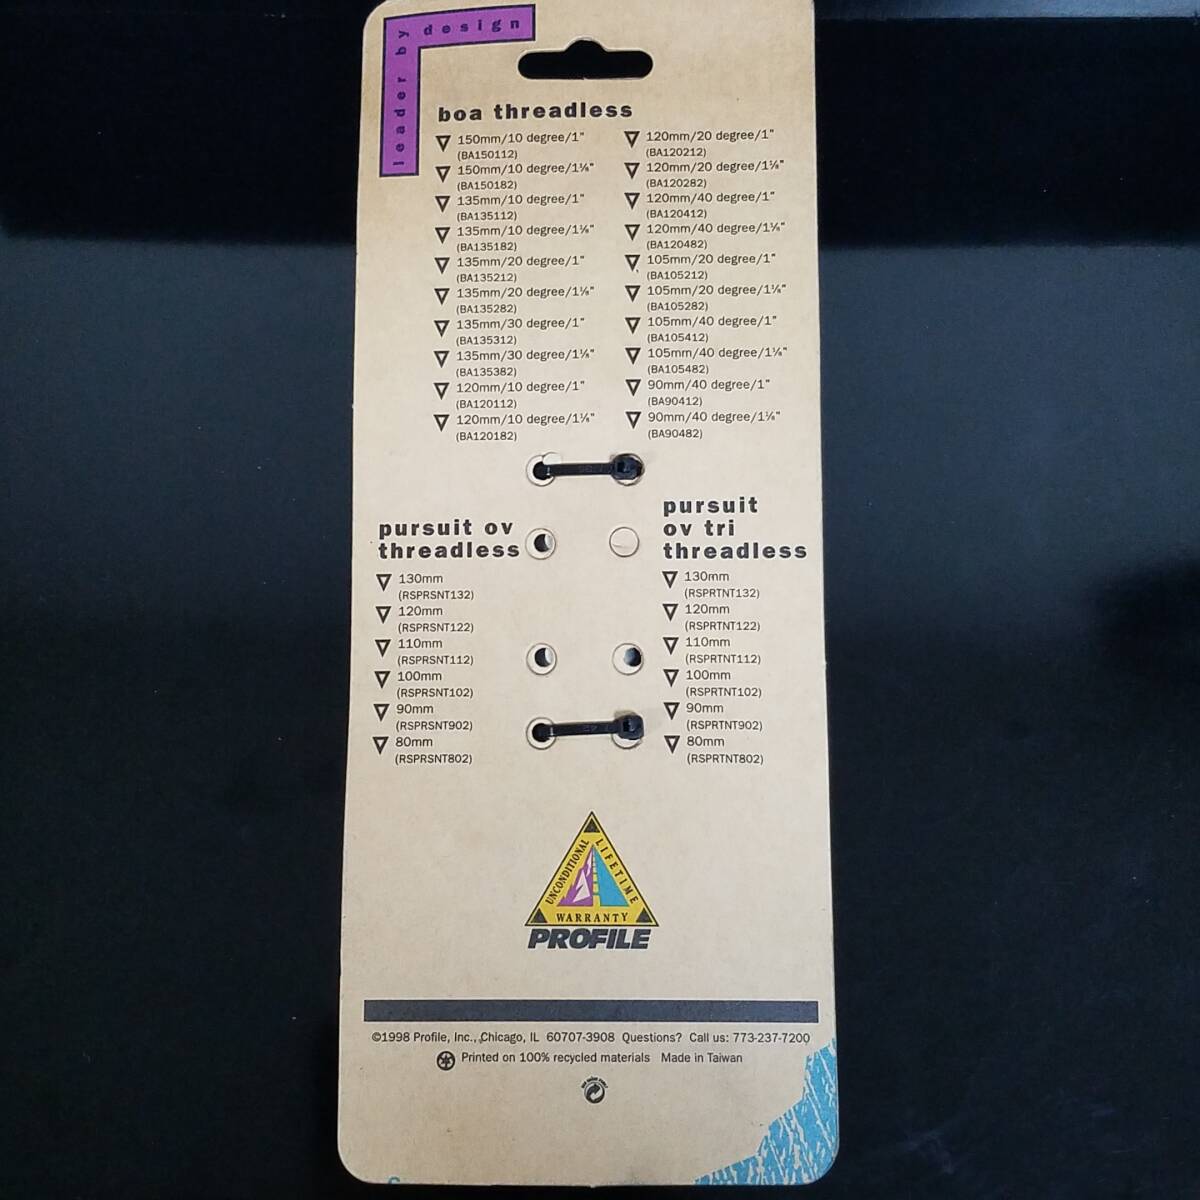 leader by design
boa threadless
150mm/10 degree/1"
(BA150112)
150mm/10 degree/1⅛"
(BA150182)
135mm/10 degree/1"
(BA135112)
135mm/10 degree/1⅛"
(BA135182)
135mm/20 degree/1"
(BA135212)
135mm/20 degree/1⅛"
(BA135282)
135mm/30 degree/1"
(BA135312)
135mm/30 degree/1⅛"
(BA135382)
120mm/10 degree/1"
(BA120112)
120mm/10 degree/1⅛"
(BA120182)
120mm/20 degree/1"
(BA120212)
120mm/20 degree/1⅛"
(BA120282)
120mm/40 degree/1"
(BA120412)
120mm/40 degree/1⅛"
(BA120482)
105mm/20 degree/1"
(BA105212)
105mm/20 degree/1⅛"
(BA105282)
105mm/40 degree/1"
(BA105412)
105mm/40 degree/1⅛"
(BA105482)
90mm/40 degree/1"
(BA90412)
90mm/40 degree/1⅛"
(BA90482)
pursuit ov
threadless
130mm
(RSPRSNT132)
120mm
(RSPRSNT122)
110mm
(RSPRSNT112)
100mm
(RSPRSNT102)
90mm
(RSPRSNT902)
80mm
(RSPRSNT802)
pursuit
ov tri
threadless
130mm
(RSPRTNT132)
120mm
(RSPRTNT122)
110mm
(RSPRTNT112)
100mm
(RSPRTNT102)
90mm
(RSPRTNT902)
80mm
(RSPRTNT802)
UNCONDITIONAL
LIFETIME
WARRANTY
PROFILE
©1998 Profile, Inc., Chicago, IL 60707-3908 Questions? Call us: 773-237-7200
Printed on 100% recycled materials Made in Taiwan